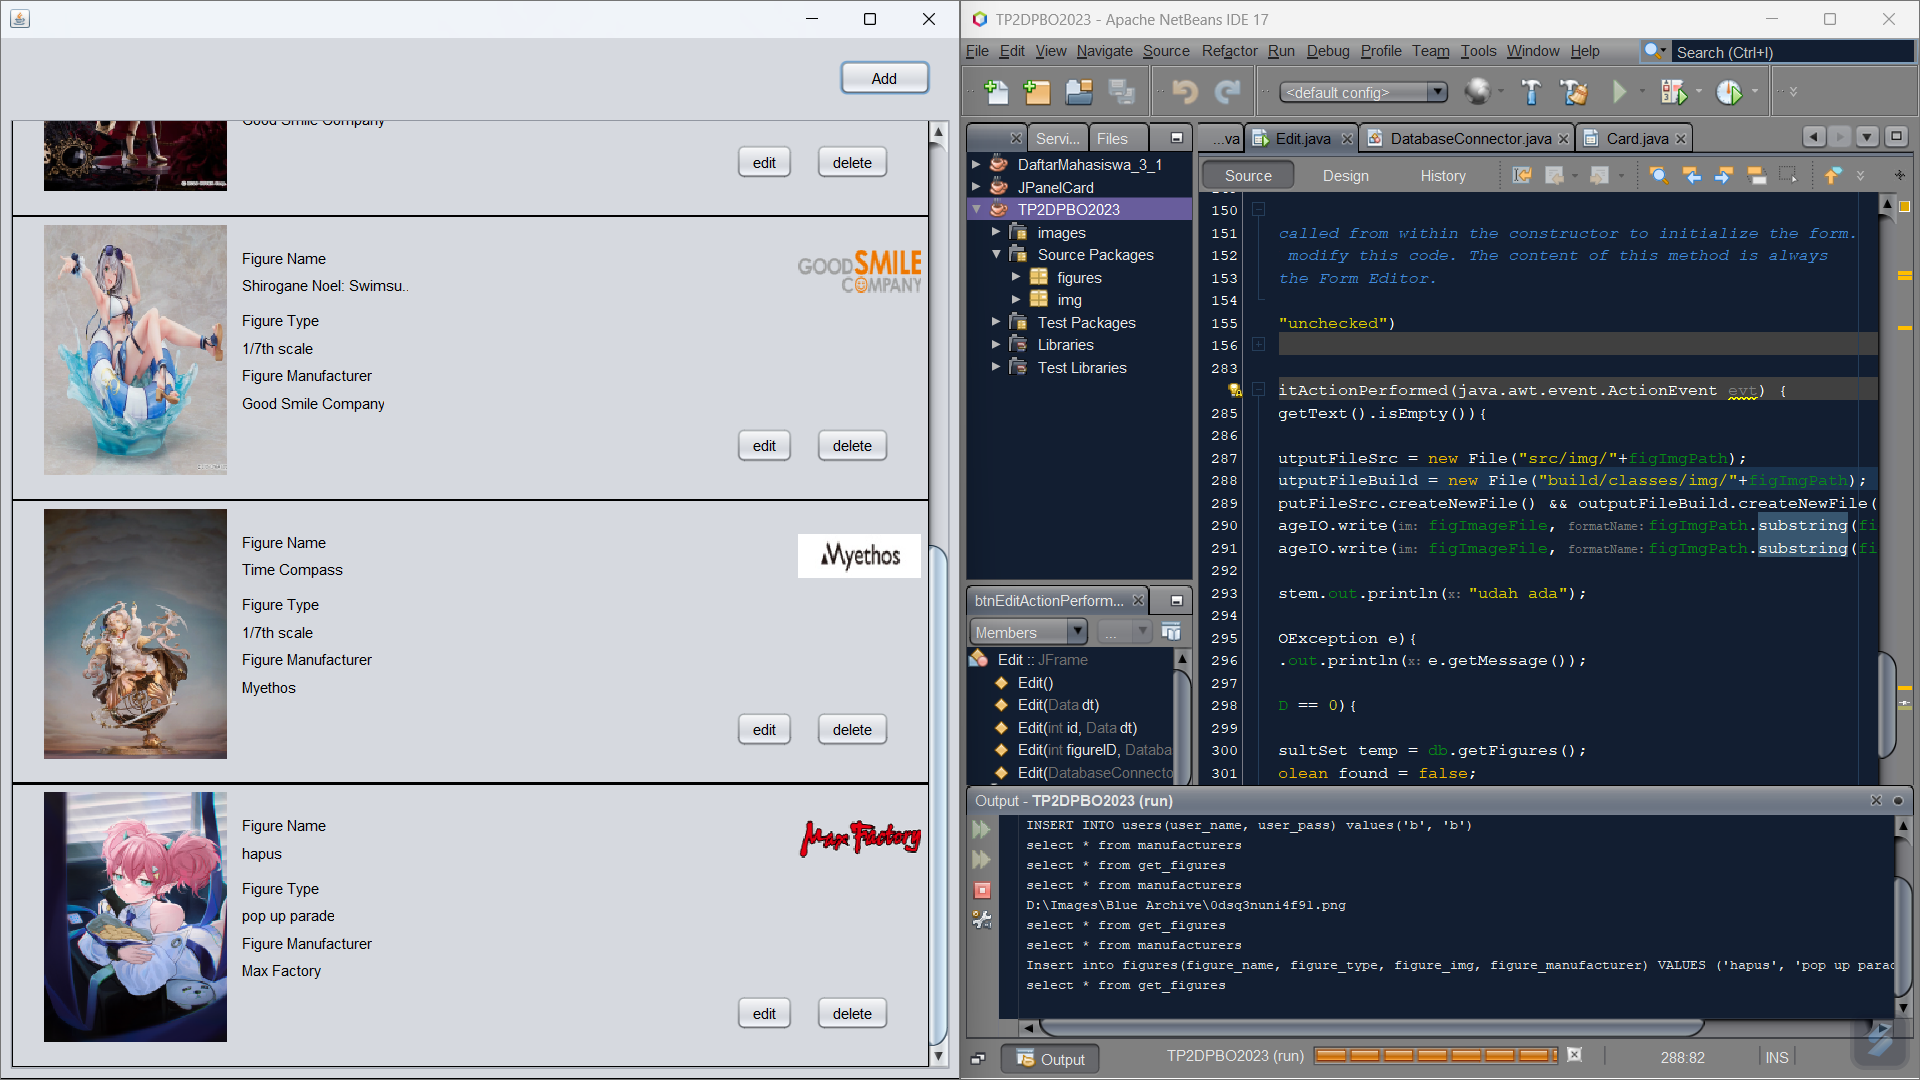 Add
Good Smile Company
edit
delete
Figure Name
Shirogane Noel: Swimsu..
Figure Type
1/7th scale
Figure Manufacturer
Good Smile Company
GOOD SMILE
COMPANY
edit
delete
Figure Name
Time Compass
Figure Type
1/7th scale
Figure Manufacturer
Myethos
Myethos
edit
delete
Figure Name
hapus
Figure Type
pop up parade
Figure Manufacturer
Max Factory
Max Factory
edit
delete
TP2DPBO2023 - Apache NetBeans IDE 17
File Edit View Navigate Source Refactor Run Debug Profile Team Tools Window Help
Search (Ctrl+I)
<default config>
Servi...
Files
...va
Edit.java
DatabaseConnector.java
Card.java
Source
Design
History
DaftarMahasiswa_3_1
JPanelCard
TP2DPBO2023
images
Source Packages
figures
img
Test Packages
Libraries
Test Libraries
btnEditActionPerform...
Members
...
Edit :: JFrame
Edit()
Edit(Data dt)
Edit(int id, Data dt)
Edit(int figureID, Databa
Edit(DatabaseConnecto
150
151 called from within the constructor to initialize the form.
152 modify this code. The content of this method is always
153 the Form Editor.
154
155 "unchecked")
156
283
itActionPerformed(java.awt.event.ActionEvent evt) {
285 getText().isEmpty()){
286
287 utputFileSrc = new File("src/img/"+figImgPath);
288 utputFileBuild = new File("build/classes/img/"+figImgPath);
289 putFileSrc.createNewFile() && outputFileBuild.createNewFile(
290 ageIO.write(im: figImageFile, formatName: figImgPath.substring(fi
291 ageIO.write(im: figImageFile, formatName: figImgPath.substring(fi
292
293 stem.out.println(x: "udah ada");
294
295 OException e){
296 .out.println(x: e.getMessage());
297
298 D == 0){
299
300 sultSet temp = db.getFigures();
301 olean found = false;
Output - TP2DPBO2023 (run)
INSERT INTO users(user_name, user_pass) values('b', 'b')
select * from manufacturers
select * from get_figures
select * from manufacturers
D:\Images\Blue Archive\0dsq3nuni4f91.png
select * from get_figures
select * from manufacturers
Insert into figures(figure_name, figure_type, figure_img, figure_manufacturer) VALUES ('hapus', 'pop up parad
select * from get_figures
Output
TP2DPBO2023 (run)
288:82
INS